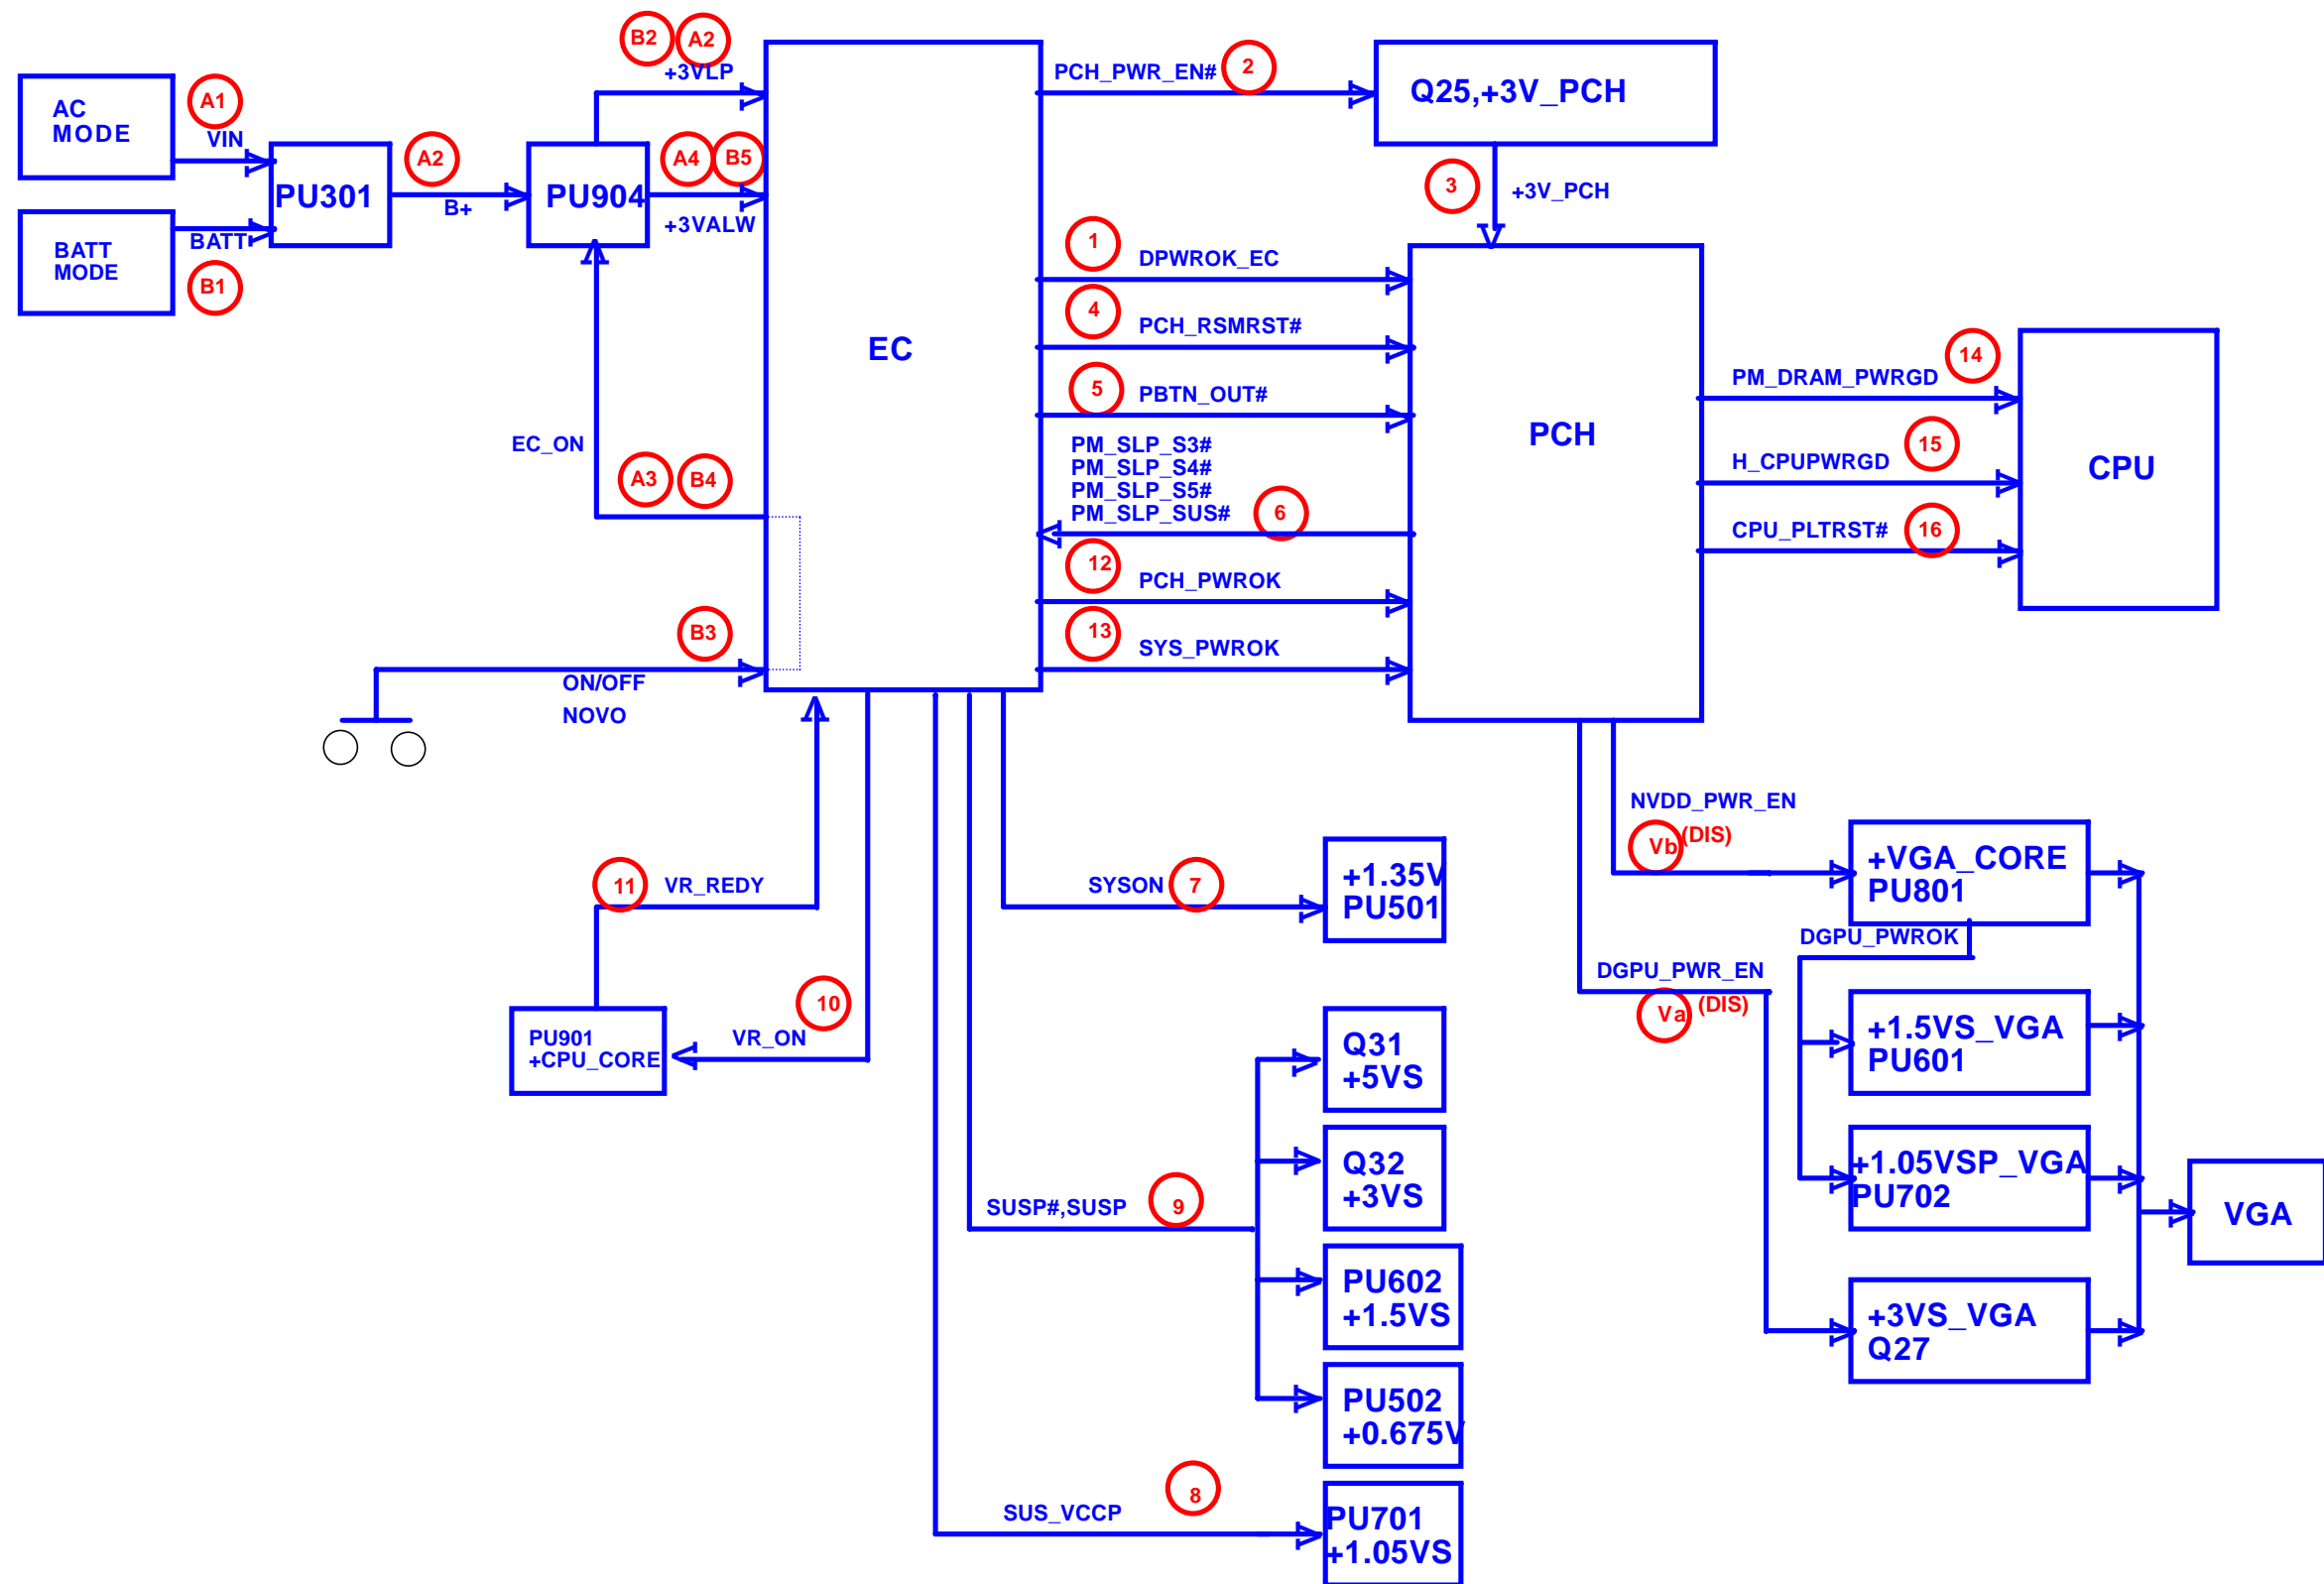 B2
A2
+3VLP
PCH_PWR_EN#
2
Q25,+3V_PCH
AC
MODE
A1
VIN
A2
B+
PU301
PU904
A4
B5
+3VALW
3
+3V_PCH
BATT
MODE
BATT
B1
1
DPWROK_EC
4
PCH_RSMRST#
5
PBTN_OUT#
EC
PCH
PM_SLP_S3#
PM_SLP_S4#
PM_SLP_S5#
PM_SLP_SUS#
6
12
PCH_PWROK
13
SYS_PWROK
14
PM_DRAM_PWRGD
15
H_CPUPWRGD
CPU_PLTRST#
16
CPU
EC_ON
A3
B4
B3
ON/OFF
NOVO
NVDD_PWR_EN
Vb
(DIS)
+VGA_CORE
PU801
DGPU_PWROK
11
VR_REDY
SYSON
7
+1.35V
PU501
DGPU_PWR_EN
Va
(DIS)
10
VR_ON
PU901
+CPU_CORE
Q31
+5VS
+1.5VS_VGA
PU601
Q32
+3VS
+1.05VSP_VGA
PU702
SUSP#,SUSP
9
VGA
PU602
+1.5VS
+3VS_VGA
Q27
PU502
+0.675V
8
SUS_VCCP
PU701
+1.05VS